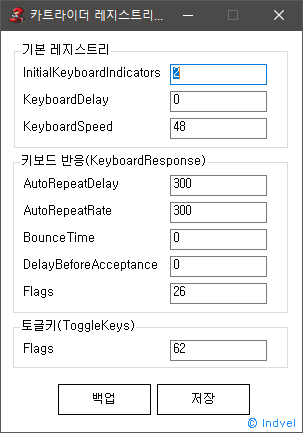 카트라이더 레지스트리...
기본 레지스트리
InitialKeyboardIndicators 2
KeyboardDelay 0
KeyboardSpeed 48
키보드 반응(KeyboardResponse)
AutoRepeatDelay 300
AutoRepeatRate 300
BounceTime 0
DelayBeforeAcceptance 0
Flags 26
토글키(ToggleKeys)
Flags 62
백업 저장
© Indvel